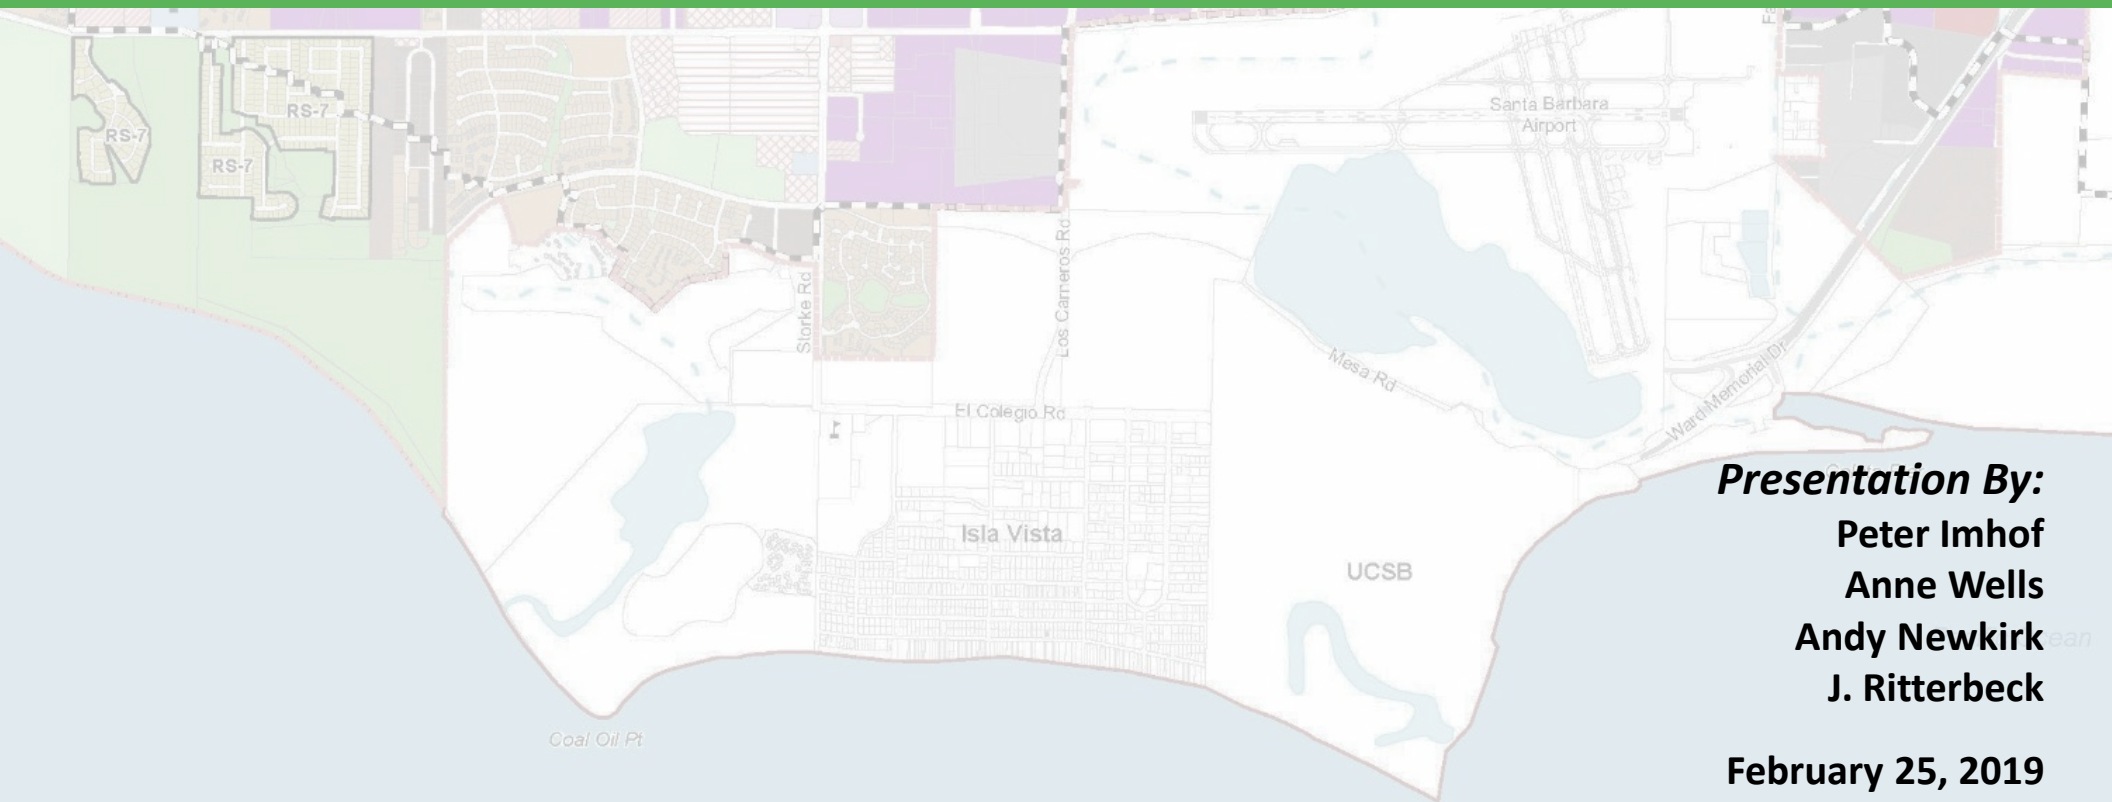 RS-7
RS-7
RS-7
Santa Barbara
Airport
Storke Rd
Los Carneros Rd
Mesa Rd
El Colegio Rd
Ward Memorial Dr
Isla Vista
UCSB
Coal Oil Pt
Presentation By:
Peter Imhof
Anne Wells
Andy Newkirk
J. Ritterbeck
February 25, 2019